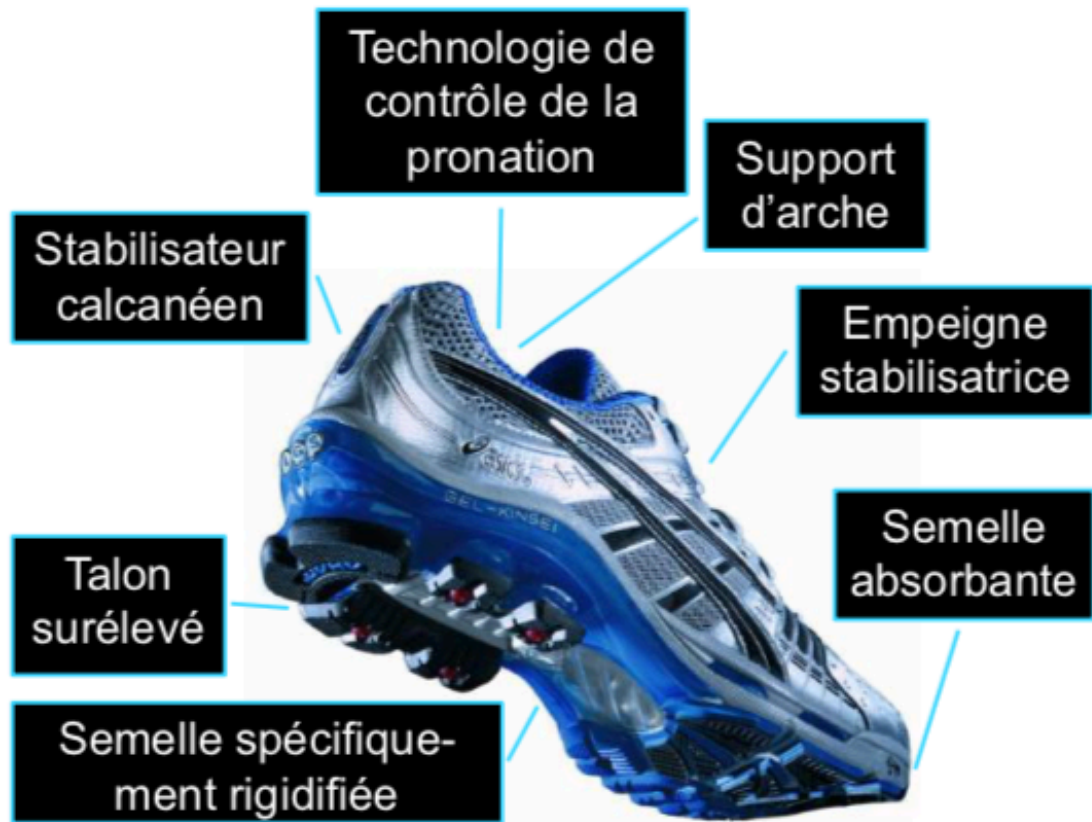 Technologie de
contrôle de la
pronation
Support
d'arche
Stabilisateur
calcanéen
Empeigne
stabilisatrice
asics
GEL-KINSEI
Semelle
absorbante
Talon
surélevé
Semelle spécifique-
ment rigidifiée